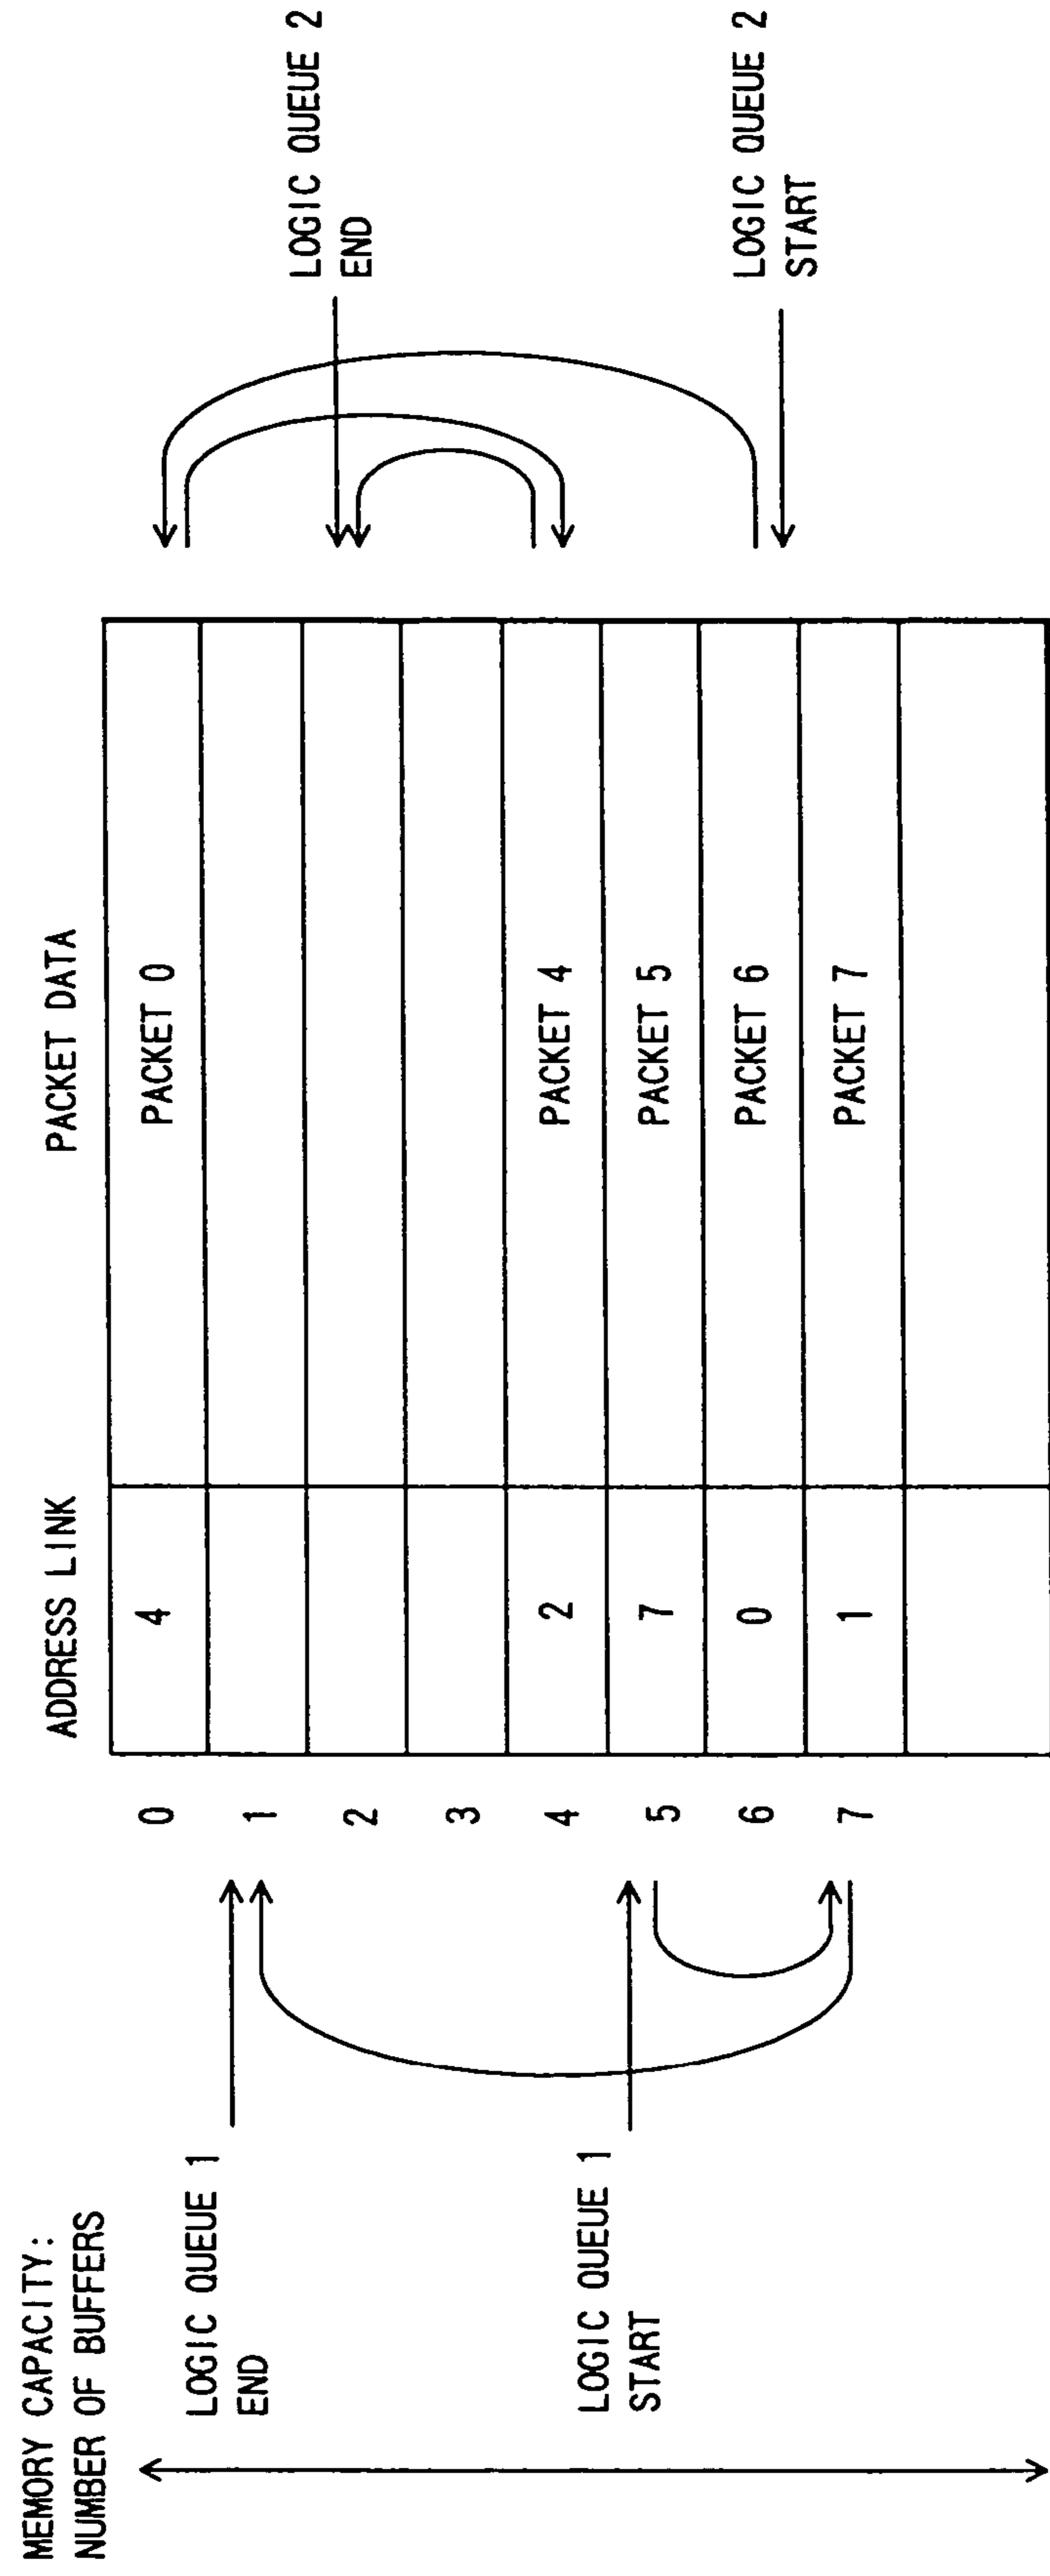 MEMORY CAPACITY:
NUMBER OF BUFFERS
ADDRESS LINK
PACKET DATA
LOGIC QUEUE 1
END
LOGIC QUEUE 1
START
0
4
PACKET 0
1
2
3
4
2
PACKET 4
5
7
PACKET 5
6
0
PACKET 6
7
1
PACKET 7
LOGIC QUEUE 2
END
LOGIC QUEUE 2
START